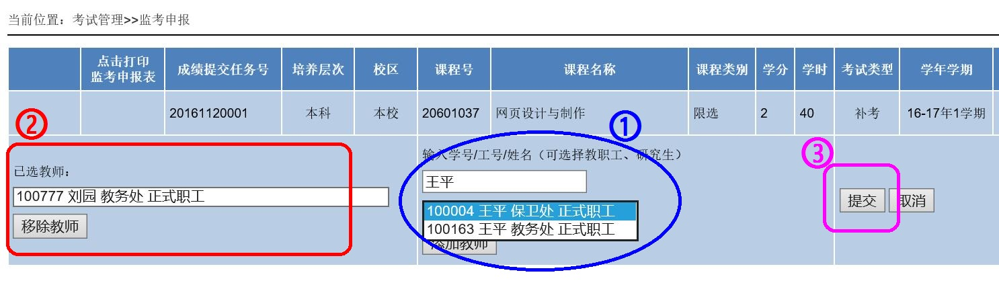 当前位置：考试管理>>监考申报
点击打印
监考申报表
成绩提交任务号
培养层次
校区
课程号
课程名称
课程类别
学分
学时
考试类型
学年学期
20161120001
本科
本校
20601037
网页设计与制作
限选
2
40
补考
16-17年1学期
②
①
③
已选教师：
100777 刘园 教务处 正式职工
移除教师
输入学号/工号/姓名（可选择教职工、研究生）
王平
100004 王平 保卫处 正式职工
100163 王平 教务处 正式职工
添加教师
提交
取消